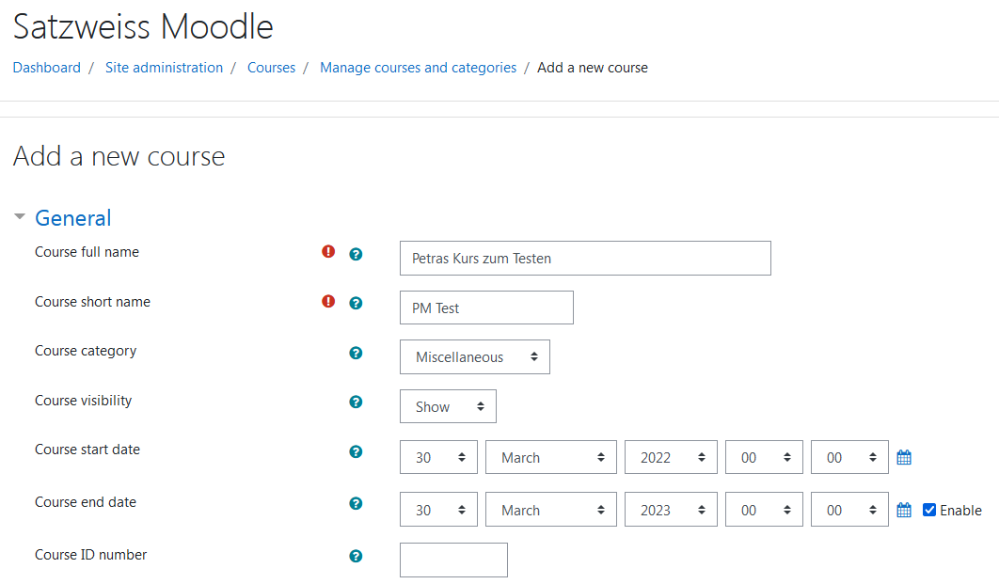 Satzweiss Moodle
Dashboard / Site administration / Courses / Manage courses and categories / Add a new course
Add a new course
General
Course full name ! ? Petras Kurs zum Testen
Course short name ! ? PM Test
Course category ? Miscellaneous
Course visibility ? Show
Course start date ? 30 March 2022 00 00
Course end date ? 30 March 2023 00 00 Enable
Course ID number ?